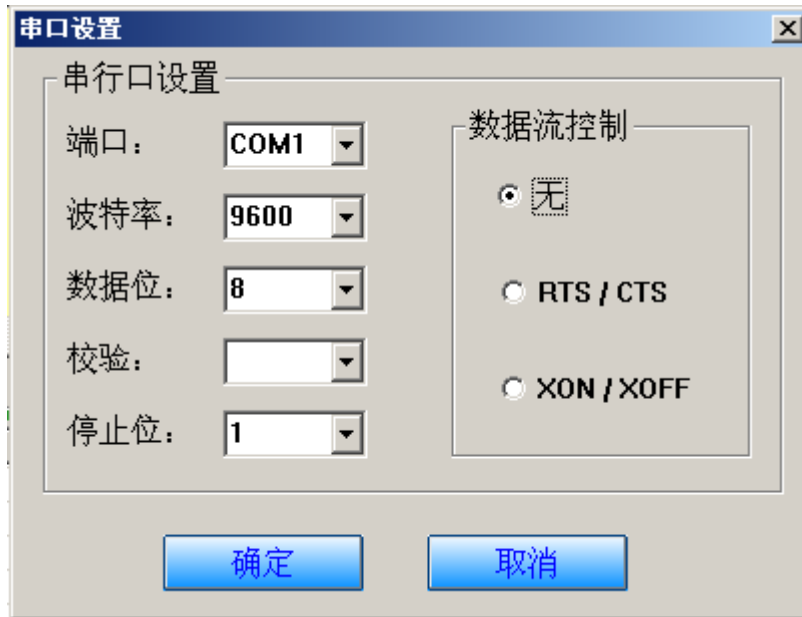 串口设置
串行口设置
端口： COM1
波特率： 9600
数据位： 8
校验：
停止位： 1
数据流控制
无
RTS / CTS
XON / XOFF
确定 取消